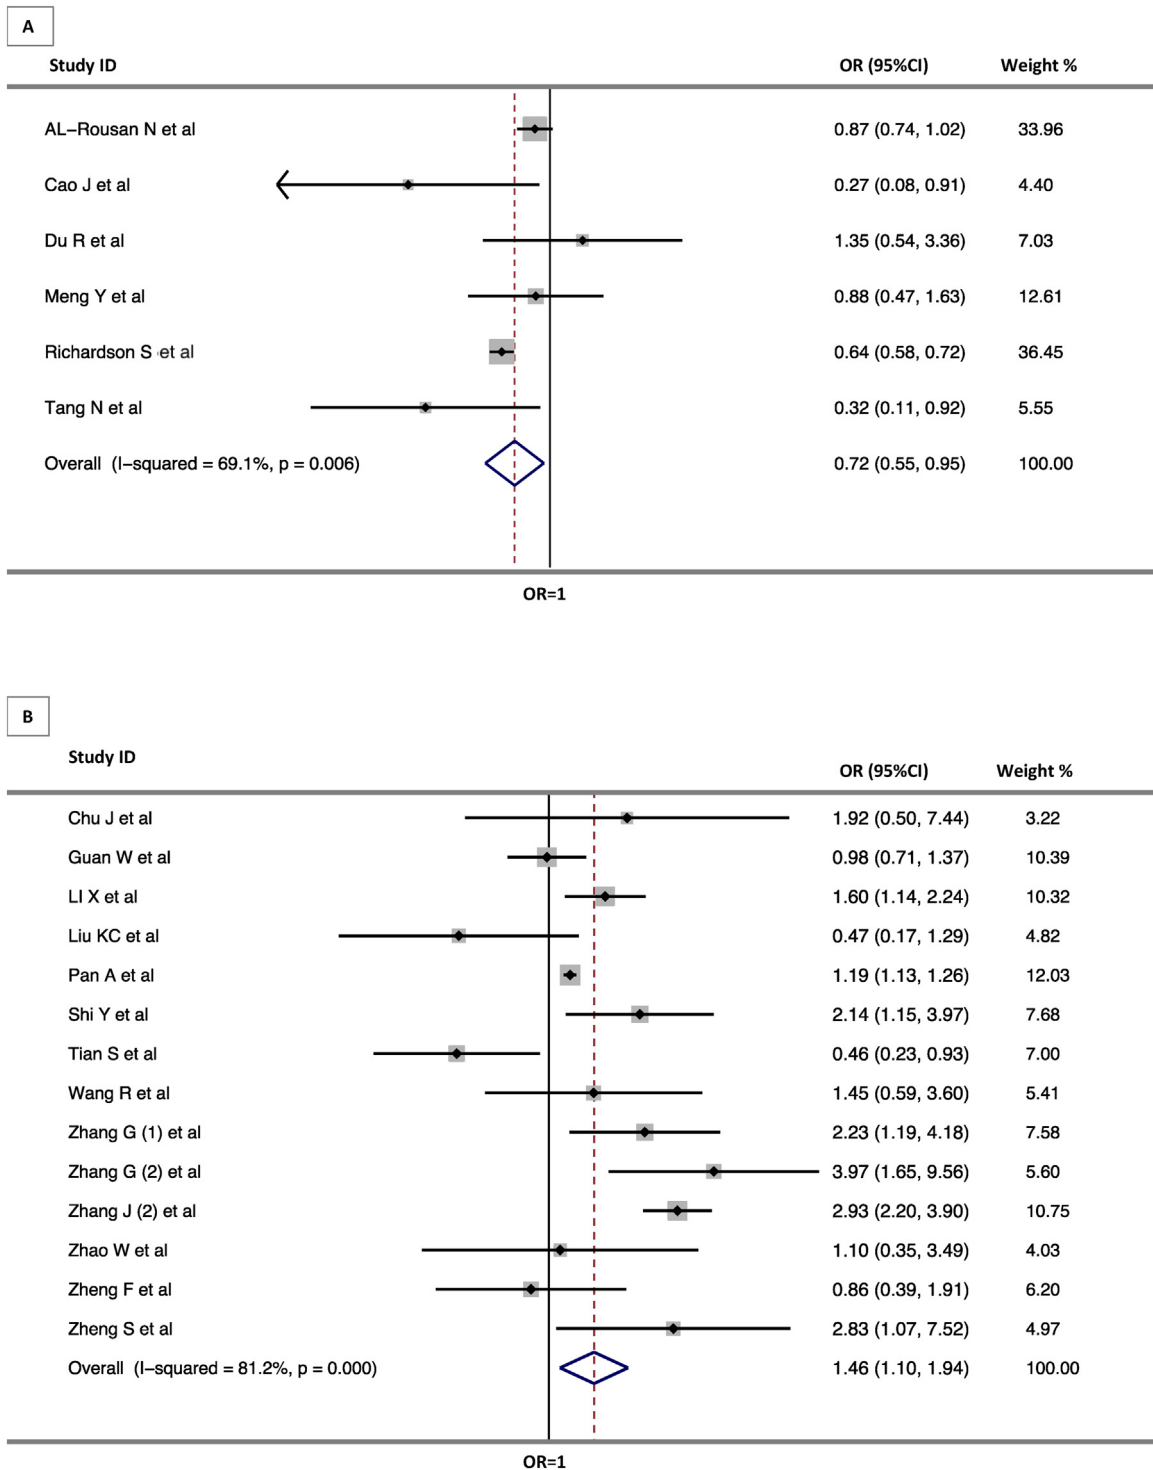 A
Study ID OR (95%CI) Weight %
AL–Rousan N et al 0.87 (0.74, 1.02) 33.96
Cao J et al 0.27 (0.08, 0.91) 4.40
Du R et al 1.35 (0.54, 3.36) 7.03
Meng Y et al 0.88 (0.47, 1.63) 12.61
Richardson S et al 0.64 (0.58, 0.72) 36.45
Tang N et al 0.32 (0.11, 0.92) 5.55
Overall (I–squared = 69.1%, p = 0.006) 0.72 (0.55, 0.95) 100.00
OR=1
B
Study ID OR (95%CI) Weight %
Chu J et al 1.92 (0.50, 7.44) 3.22
Guan W et al 0.98 (0.71, 1.37) 10.39
LI X et al 1.60 (1.14, 2.24) 10.32
Liu KC et al 0.47 (0.17, 1.29) 4.82
Pan A et al 1.19 (1.13, 1.26) 12.03
Shi Y et al 2.14 (1.15, 3.97) 7.68
Tian S et al 0.46 (0.23, 0.93) 7.00
Wang R et al 1.45 (0.59, 3.60) 5.41
Zhang G (1) et al 2.23 (1.19, 4.18) 7.58
Zhang G (2) et al 3.97 (1.65, 9.56) 5.60
Zhang J (2) et al 2.93 (2.20, 3.90) 10.75
Zhao W et al 1.10 (0.35, 3.49) 4.03
Zheng F et al 0.86 (0.39, 1.91) 6.20
Zheng S et al 2.83 (1.07, 7.52) 4.97
Overall (I–squared = 81.2%, p = 0.000) 1.46 (1.10, 1.94) 100.00
OR=1